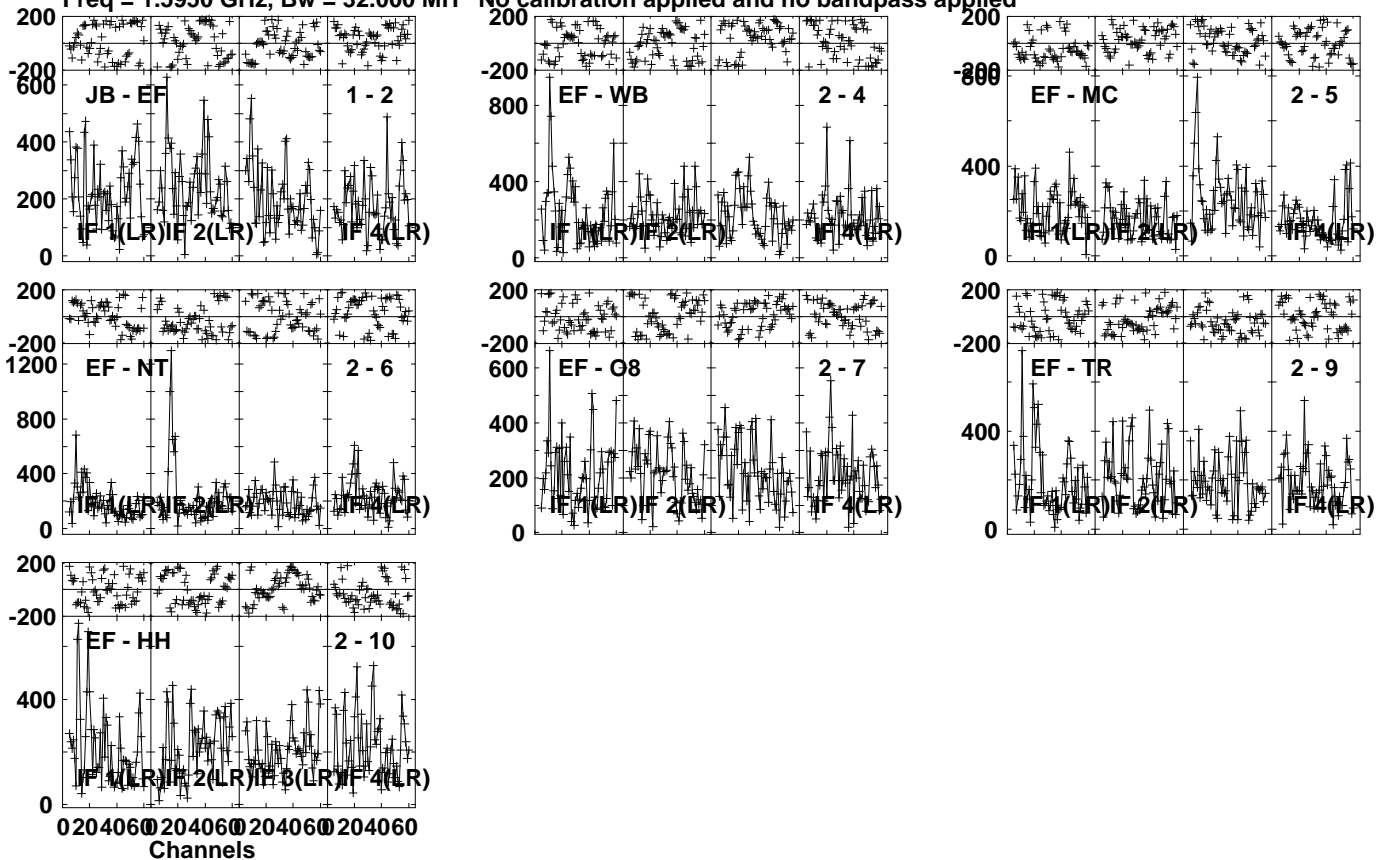 Freq = 1.5950 GHz, Bw = 32.000 MH No calibration applied and no bandpass applied
200
-200
600
400
200
0
JB - EF 1 - 2
IF 1(LR) IF 2(LR) IF 4(LR)
200
-200
800
400
0
EF - WB 2 - 4
IF 1(LR) IF 2(LR) IF 4(LR)
200
-200
800
400
0
EF - MC 2 - 5
IF 1(LR) IF 2(LR) IF 4(LR)
200
-200
1200
800
400
0
EF - NT 2 - 6
IF 1(LR) IF 2(LR) IF 4(LR)
200
-200
600
400
200
0
EF - O8 2 - 7
IF 1(LR) IF 2(LR) IF 4(LR)
200
-200
400
0
EF - TR 2 - 9
IF 1(LR) IF 2(LR) IF 4(LR)
200
-200
400
0
EF - HH 2 - 10
IF 1(LR) IF 2(LR) IF 3(LR) IF 4(LR)
0 20 40 60 0 20 40 60 0 20 40 60 0 20 40 60
Channels